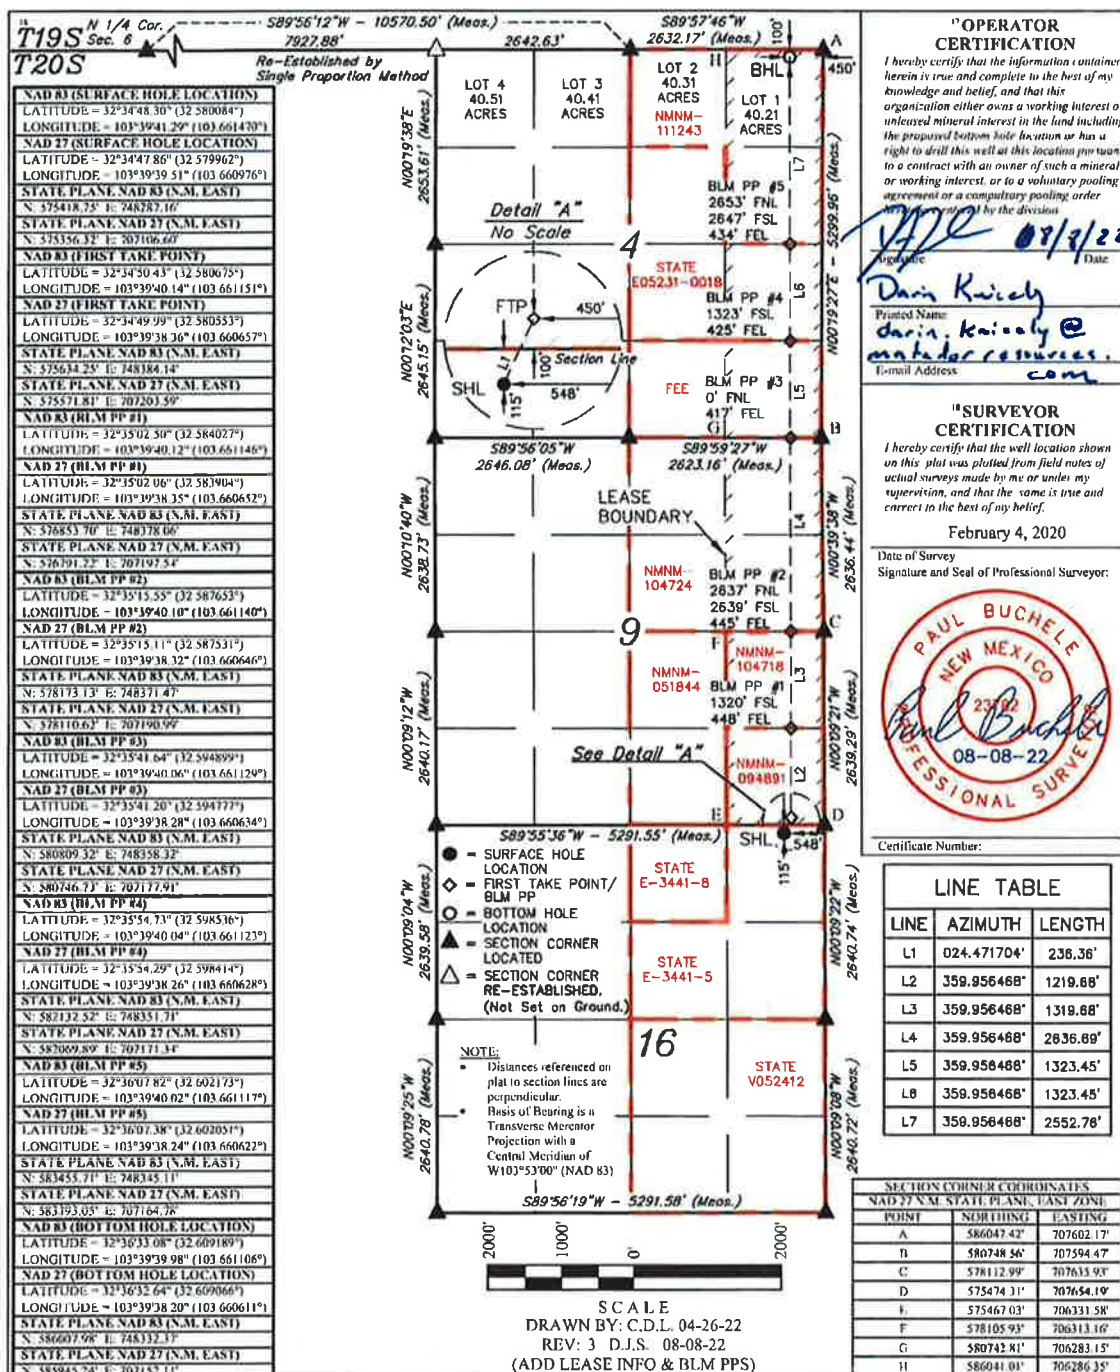 T19S
T20S
N 1/4 Cor.
Sec. 6
S89°56'12"W - 10570.50' (Meas.)
7927.88'
2642.63'
S89°57'46"W
2632.17' (Meas.)
Re-Established by
Single Proportion Method
NAD 83 (SURFACE HOLE LOCATION)
LATITUDE = 32°34'48.30" (32.580084°)
LONGITUDE = 103°39'41.29" (103.661470°)
NAD 27 (SURFACE HOLE LOCATION)
LATITUDE = 32°34'47.86" (32.579962°)
LONGITUDE = 103°39'39.51" (103.660976°)
STATE PLANE NAD 83 (N.M. EAST)
N: 575418.75' E: 748287.16'
STATE PLANE NAD 27 (N.M. EAST)
N: 575356.32' E: 707106.60'
NAD 83 (FIRST TAKE POINT)
LATITUDE = 32°34'50.43" (32.580675°)
LONGITUDE = 103°39'40.14" (103.661151°)
NAD 27 (FIRST TAKE POINT)
LATITUDE = 32°34'49.99" (32.580553°)
LONGITUDE = 103°39'38.36" (103.660657°)
STATE PLANE NAD 83 (N.M. EAST)
N: 575634.25' E: 748384.14'
STATE PLANE NAD 27 (N.M. EAST)
N: 575571.81' E: 707203.59'
NAD 83 (BLM PP #1)
LATITUDE = 32°35'02.50" (32.584027°)
LONGITUDE = 103°39'40.12" (103.661146°)
NAD 27 (BLM PP #1)
LATITUDE = 32°35'02.06" (32.583904°)
LONGITUDE = 103°39'38.35" (103.660652°)
STATE PLANE NAD 83 (N.M. EAST)
N: 576853.70' E: 748378.06'
STATE PLANE NAD 27 (N.M. EAST)
N: 576791.22' E: 707197.54'
NAD 83 (BLM PP #2)
LATITUDE = 32°35'15.55" (32.587653°)
LONGITUDE = 103°39'40.10" (103.661140°)
NAD 27 (BLM PP #2)
LATITUDE = 32°35'15.11" (32.587531°)
LONGITUDE = 103°39'38.32" (103.660646°)
STATE PLANE NAD 83 (N.M. EAST)
N: 578173.13' E: 748371.47'
STATE PLANE NAD 27 (N.M. EAST)
N: 578110.62' E: 707190.99'
NAD 83 (BLM PP #3)
LATITUDE = 32°35'41.64" (32.594899°)
LONGITUDE = 103°39'40.06" (103.661129°)
NAD 27 (BLM PP #3)
LATITUDE = 32°35'41.20" (32.594777°)
LONGITUDE = 103°39'38.28" (103.660634°)
STATE PLANE NAD 83 (N.M. EAST)
N: 580809.32' E: 748358.32'
STATE PLANE NAD 27 (N.M. EAST)
N: 580746.73' E: 707177.91'
NAD 83 (BLM PP #4)
LATITUDE = 32°35'54.73" (32.598536°)
LONGITUDE = 103°39'40.04" (103.661123°)
NAD 27 (BLM PP #4)
LATITUDE = 32°35'54.29" (32.598414°)
LONGITUDE = 103°39'38.26" (103.660628°)
STATE PLANE NAD 83 (N.M. EAST)
N: 582132.52' E: 748351.71'
STATE PLANE NAD 27 (N.M. EAST)
N: 582069.89' E: 707171.34'
NAD 83 (BLM PP #5)
LATITUDE = 32°36'07.82" (32.602173°)
LONGITUDE = 103°39'40.02" (103.661117°)
NAD 27 (BLM PP #5)
LATITUDE = 32°36'07.38" (32.602051°)
LONGITUDE = 103°39'38.24" (103.660622°)
STATE PLANE NAD 83 (N.M. EAST)
N: 583455.71' E: 748345.11'
STATE PLANE NAD 27 (N.M. EAST)
N: 583393.05' E: 707164.78'
NAD 83 (BOTTOM HOLE LOCATION)
LATITUDE = 32°36'33.08" (32.609189°)
LONGITUDE = 103°39'39.98" (103.661106°)
NAD 27 (BOTTOM HOLE LOCATION)
LATITUDE = 32°36'32.64" (32.609066°)
LONGITUDE = 103°39'38.20" (103.660611°)
STATE PLANE NAD 83 (N.M. EAST)
N: 586007.98' E: 748332.37'
STATE PLANE NAD 27 (N.M. EAST)
N: 585945.24' E: 707152.11'
LOT 4
40.51
ACRES
LOT 3
40.41
ACRES
LOT 2
40.31
ACRES
LOT 1
40.21
ACRES
NMNM-
111243
H
BHL
100'
A
450'
N00°19'38"E
2653.61' (Meas.)
N00°12'03"E
2645.15' (Meas.)
N00°19'27"E - 5299.96' (Meas.)
L7
Detail "A"
No Scale
4
BLM PP #5
2653' FNL
2647' FSL
434' FEL
STATE
E05231-0018
L6
FTP
450'
L1
100'
Section Line
SHL
548'
115'
BLM PP #4
1323' FSL
425' FEL
FEE
BLM PP #3
0' FNL
417' FEL
L5
G
B
S89°56'05"W
2646.08' (Meas.)
S89°59'27"W
2623.16' (Meas.)
LEASE
BOUNDARY
N00°10'40"W
2638.73' (Meas.)
L4
N00°39'38"W
2636.44' (Meas.)
NMNM-
104724
BLM PP #2
2637' FNL
2639' FSL
445' FEL
9
C
F
NMNM-
104718
NMNM-
051844
L3
BLM PP #1
1320' FSL
448' FEL
N00°09'12"W
2640.17' (Meas.)
N00°09'21"W
2639.29' (Meas.)
See Detail "A"
NMNM-
094891
L2
E
D
S89°55'36"W - 5291.55' (Meas.)
SHL
548'
115'
● = SURFACE HOLE
LOCATION
◇ = FIRST TAKE POINT/
BLM PP
○ = BOTTOM HOLE
LOCATION
▲ = SECTION CORNER
LOCATED
△ = SECTION CORNER
RE-ESTABLISHED.
(Not Set on Ground.)
STATE
E-3441-8
STATE
E-3441-5
N00°09'04"W
2639.58' (Meas.)
N00°09'22"W
2640.74' (Meas.)
16
STATE
V052412
NOTE:
• Distances referenced on
plat to section lines are
perpendicular.
• Basis of Bearing is a
Transverse Mercator
Projection with a
Central Meridian of
W103°53'00" (NAD 83)
N00°09'25"W
2640.78' (Meas.)
N00°09'08"W
2640.72' (Meas.)
S89°56'19"W - 5291.58' (Meas.)
2000' 1000' 0' 2000'
SCALE
DRAWN BY: C.D.L. 04-26-22
REV: 3 D.J.S. 08-08-22
(ADD LEASE INFO & BLM PPS)
"OPERATOR
CERTIFICATION
I hereby certify that the information contained
herein is true and complete to the best of my
knowledge and belief, and that this
organization either owns a working interest o
unleased mineral interest in the land including
the proposed bottom hole location or has a
right to drill this well at this location pursuant
to a contract with an owner of such a mineral
or working interest, or to a voluntary pooling
agreement or a compulsory pooling order
by the division
08/8/22
Signature Date
Darin Knicely
Printed Name
darin.knicely@
matadorresources.
com
E-mail Address
"SURVEYOR
CERTIFICATION
I hereby certify that the well location shown
on this plat was plotted from field notes of
actual surveys made by me or under my
supervision, and that the same is true and
correct to the best of my belief.
February 4, 2020
Date of Survey
Signature and Seal of Professional Surveyor:
PAUL BUCHELE
NEW MEXICO
Paul Buchele
08-08-22
PROFESSIONAL SURVEYOR
Certificate Number:
LINE TABLE
LINE AZIMUTH LENGTH
L1 024.471704° 236.36'
L2 359.956468° 1219.68'
L3 359.956468° 1319.68'
L4 359.956468° 2636.69'
L5 359.956468° 1323.45'
L6 359.956468° 1323.45'
L7 359.956468° 2552.78'
SECTION CORNER COORDINATES
NAD 27 N.M. STATE PLANE, EAST ZONE
POINT NORTHING EASTING
A 586047.42' 707602.17'
B 580748.56' 707594.47'
C 578112.99' 707635.93'
D 575474.31' 707654.19'
E 575467.03' 706331.58'
F 578105.93' 706313.16'
G 580742.81' 706283.15'
H 586041.01' 706286.35'